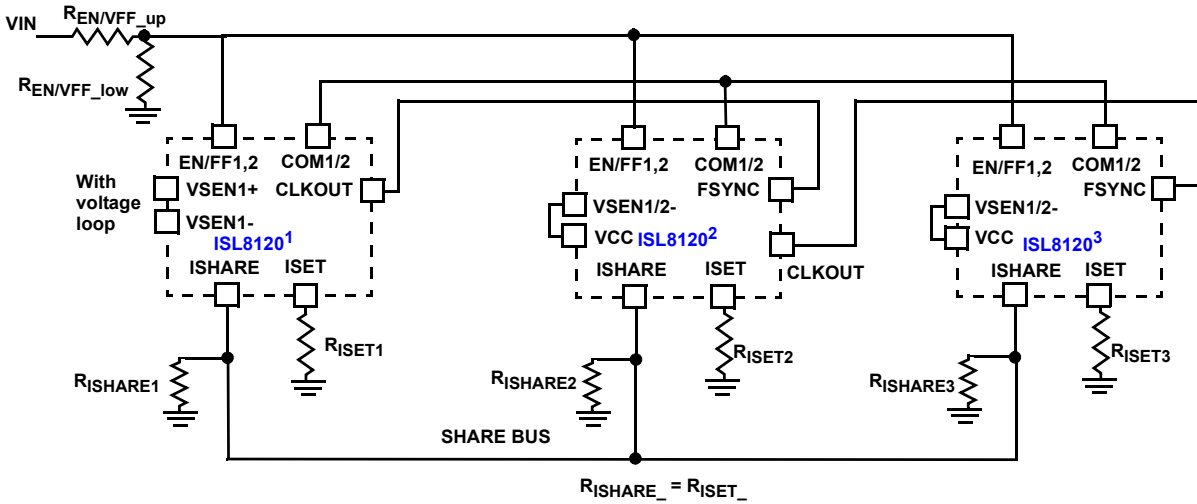 VIN
REN/VFF_up
REN/VFF_low
EN/FF1,2
COM1/2
With
voltage
loop
VSEN1+
CLKOUT
VSEN1-
ISL8120¹
ISHARE
ISET
RISHARE1
RISET1
EN/FF1,2
COM1/2
FSYNC
VSEN1/2-
VCC
ISL8120²
ISHARE
ISET
CLKOUT
RISHARE2
RISET2
EN/FF1,2
COM1/2
FSYNC
VSEN1/2-
VCC
ISL8120³
ISHARE
ISET
RISHARE3
RISET3
SHARE BUS
RISHARE_ = RISET_